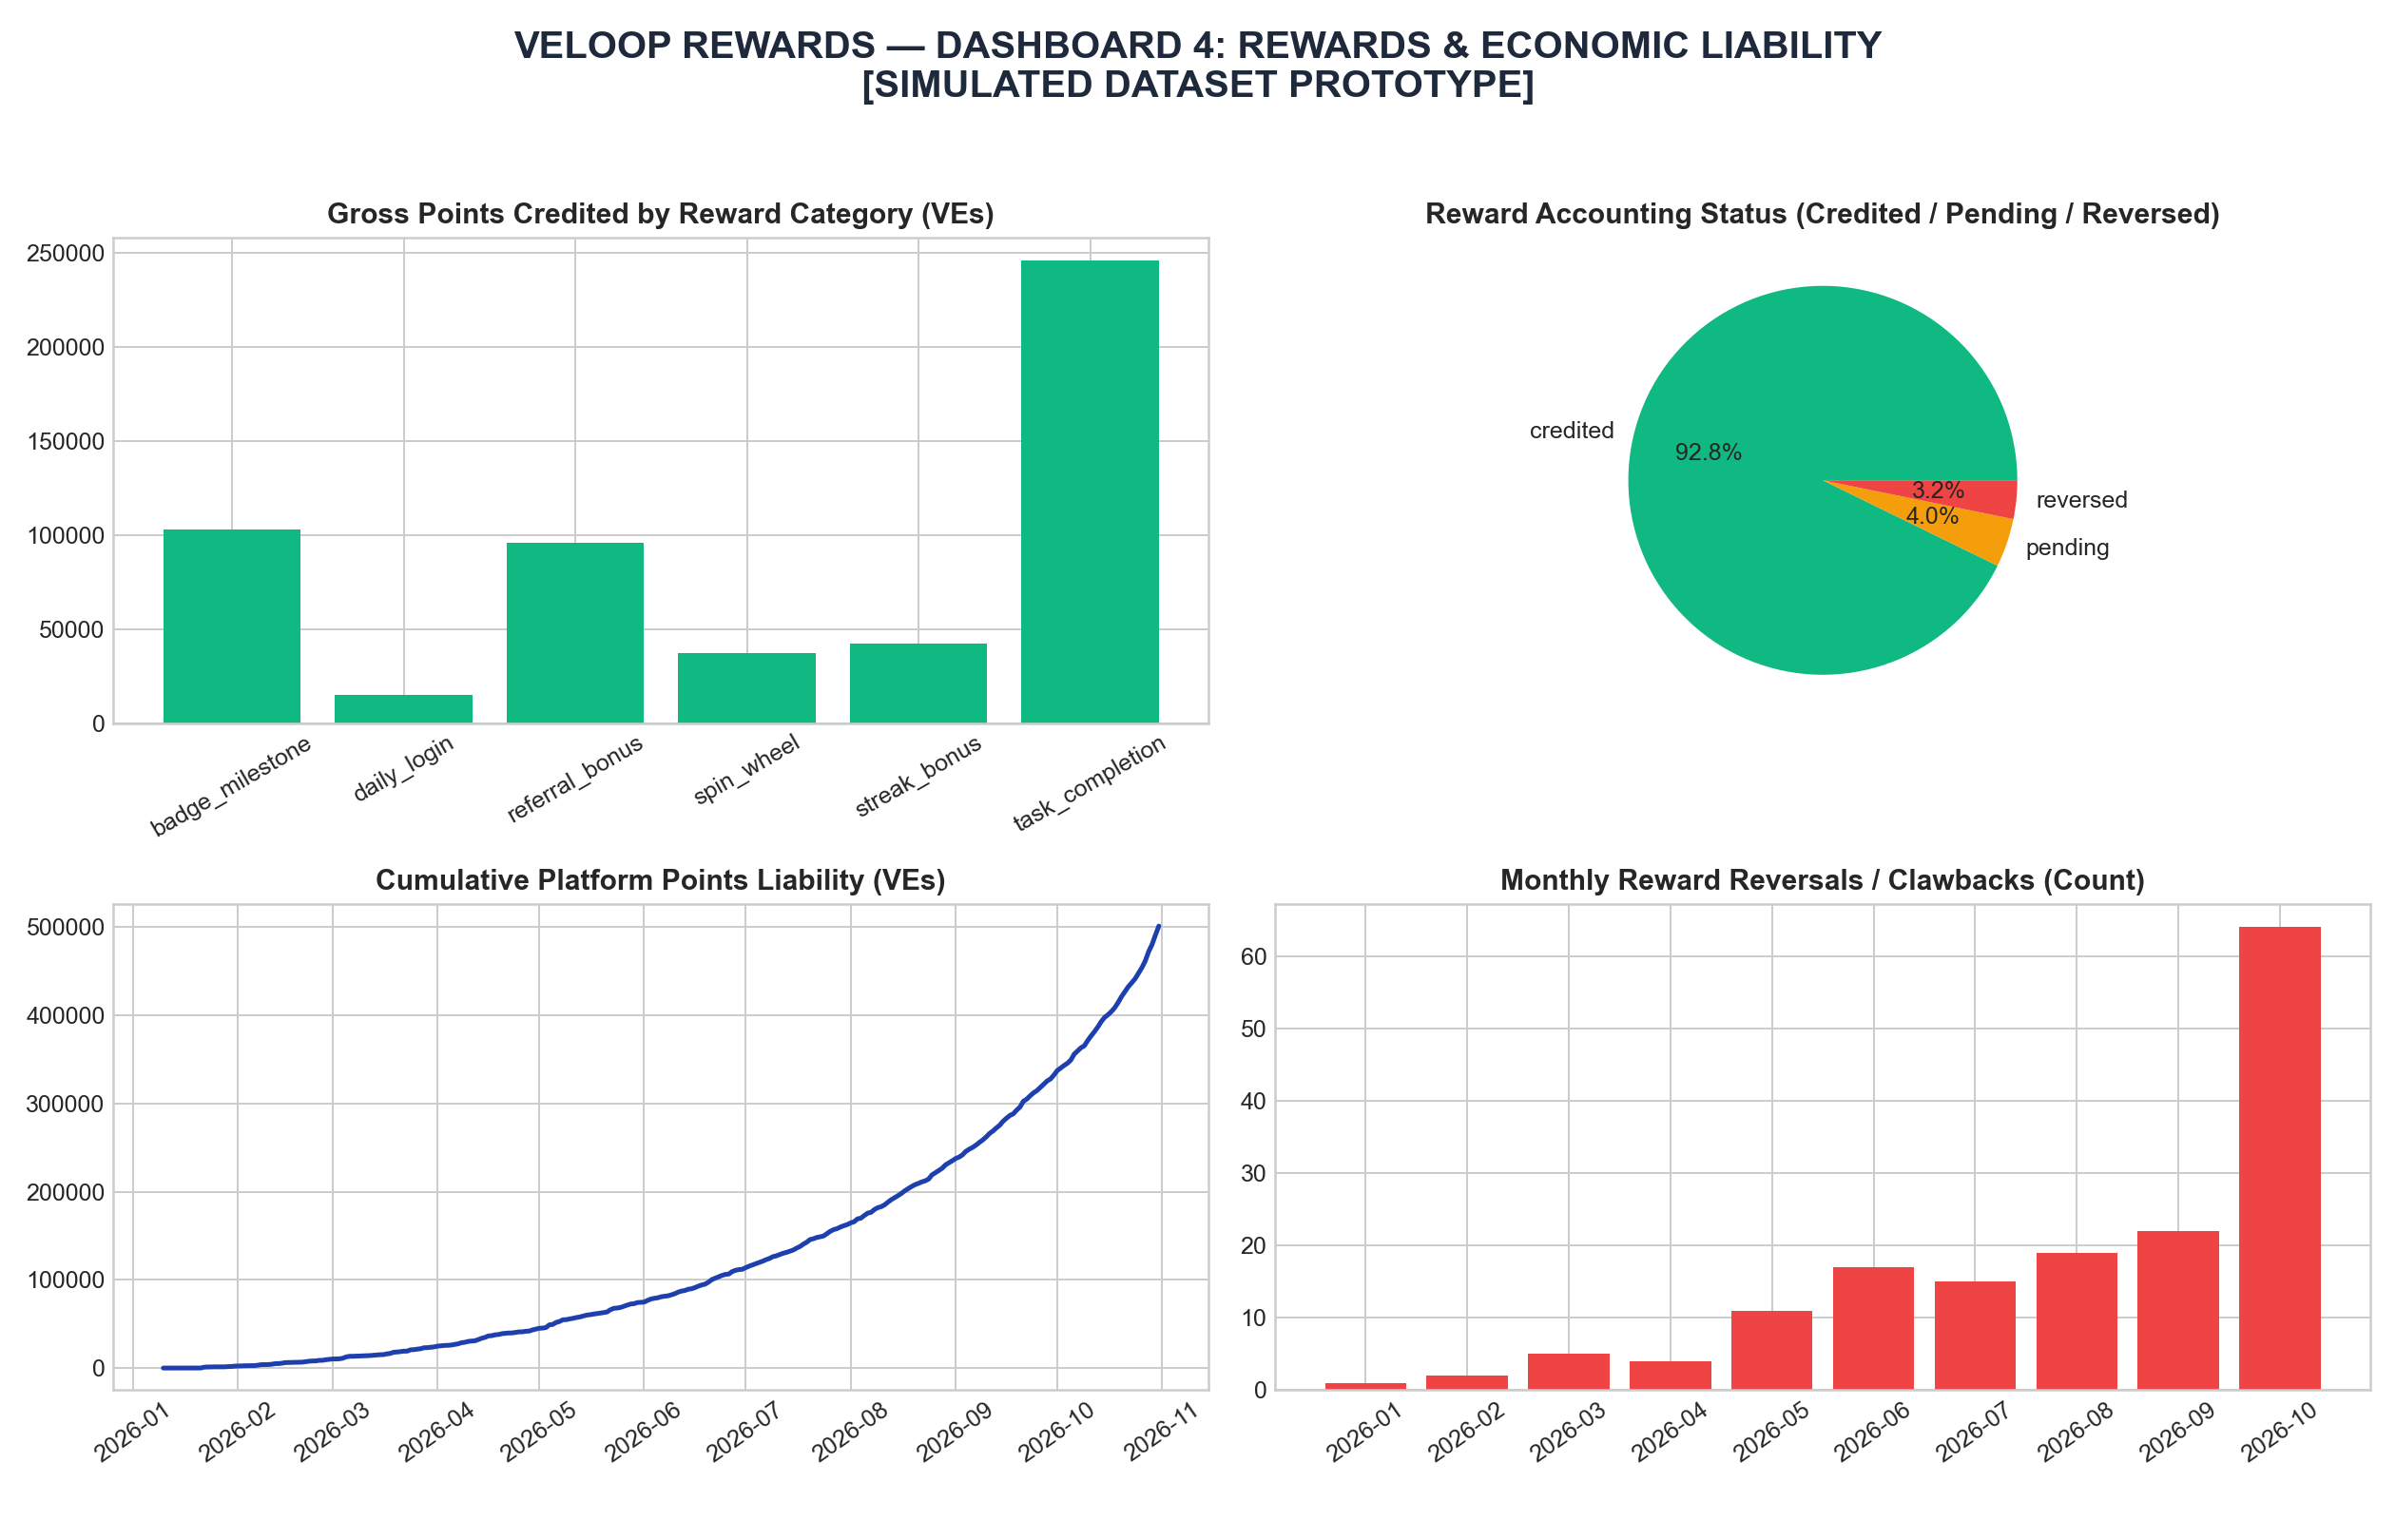 VELOOP REWARDS — DASHBOARD 4: REWARDS & ECONOMIC LIABILITY
[SIMULATED DATASET PROTOTYPE]
Gross Points Credited by Reward Category (VEs)
250000
200000
150000
100000
50000
0
badge_milestone
daily_login
referral_bonus
spin_wheel
streak_bonus
task_completion
Reward Accounting Status (Credited / Pending / Reversed)
credited
92.8%
3.2%
reversed
4.0%
pending
Cumulative Platform Points Liability (VEs)
500000
400000
300000
200000
100000
0
2026-01
2026-02
2026-03
2026-04
2026-05
2026-06
2026-07
2026-08
2026-09
2026-10
2026-11
Monthly Reward Reversals / Clawbacks (Count)
60
50
40
30
20
10
0
2026-01
2026-02
2026-03
2026-04
2026-05
2026-06
2026-07
2026-08
2026-09
2026-10